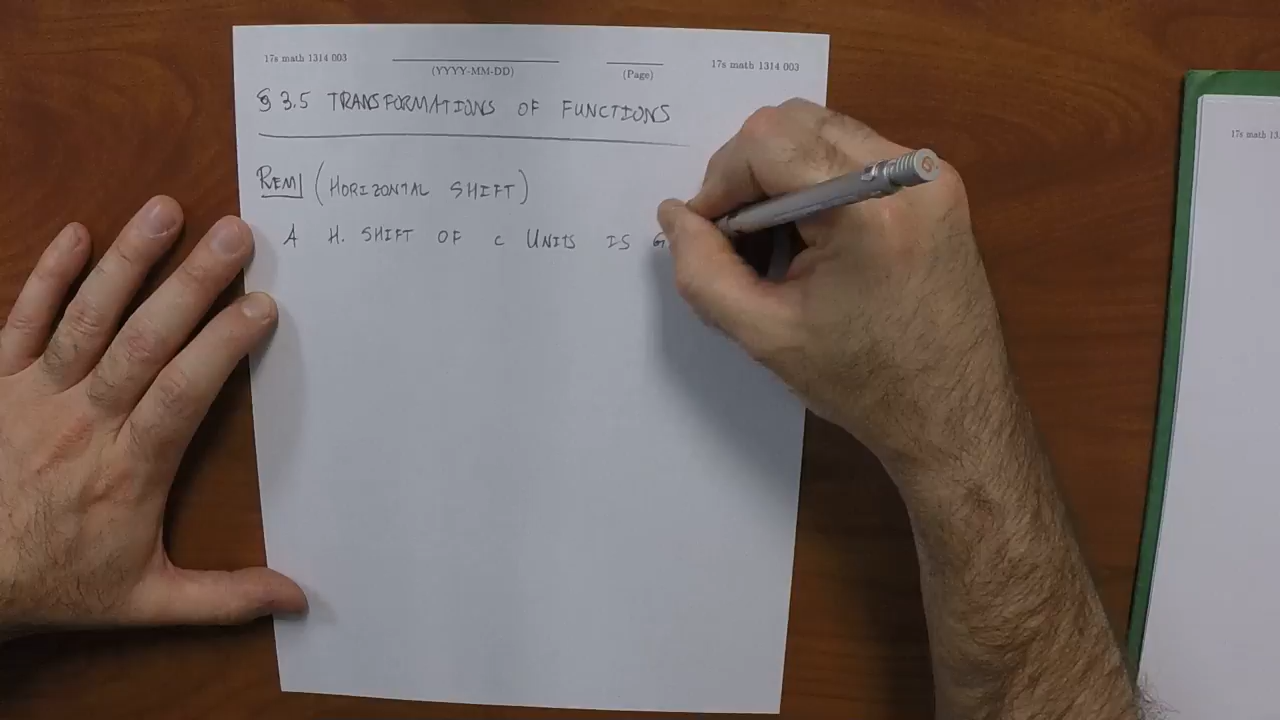 17s math 1314 003 (YYYY-MM-DD) (Page) 17s math 1314 003
§ 3.5 TRANSFORMATIONS OF FUNCTIONS
REM (HORIZONTAL SHIFT)
A H. SHIFT OF c UNITS IS G
17s math 13